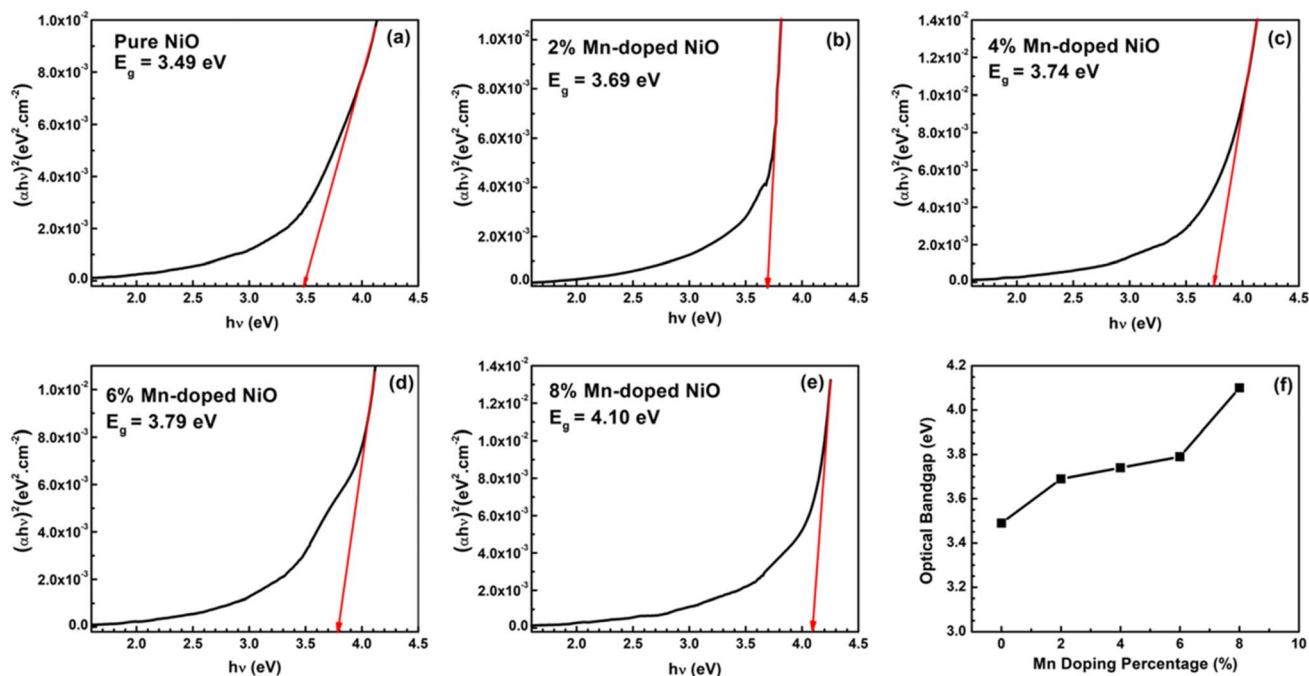 (a)
Pure NiO
E_g = 3.49 eV
(αhν)²(eV².cm⁻²)
1.0x10⁻²
8.0x10⁻³
6.0x10⁻³
4.0x10⁻³
2.0x10⁻³
0.0
2.0 2.5 3.0 3.5 4.0 4.5
hν (eV)
(b)
2% Mn-doped NiO
E_g = 3.69 eV
(αhν)²(eV².cm⁻²)
1.0X10⁻²
8.0X10⁻³
6.0X10⁻³
4.0X10⁻³
2.0X10⁻³
0.0
2.0 2.5 3.0 3.5 4.0 4.5
hν (eV)
(c)
4% Mn-doped NiO
E_g = 3.74 eV
(αhν)²(eV².cm⁻²)
1.4x10⁻²
1.2x10⁻²
1.0x10⁻²
8.0x10⁻³
6.0x10⁻³
4.0x10⁻³
2.0x10⁻³
0.0
2.0 2.5 3.0 3.5 4.0 4.5
hν (eV)
(d)
6% Mn-doped NiO
E_g = 3.79 eV
(αhν)²(eV².cm⁻²)
1.0x10⁻²
8.0x10⁻³
6.0x10⁻³
4.0x10⁻³
2.0x10⁻³
0.0
2.0 2.5 3.0 3.5 4.0 4.5
hν (eV)
(e)
8% Mn-doped NiO
E_g = 4.10 eV
(αhν)²(eV².cm⁻²)
1.4x10⁻²
1.2x10⁻²
1.0x10⁻²
8.0x10⁻³
6.0x10⁻³
4.0x10⁻³
2.0x10⁻³
0.0
2.0 2.5 3.0 3.5 4.0 4.5
hν (eV)
(f)
Optical Bandgap (eV)
4.2
4.0
3.8
3.6
3.4
3.2
3.0
0 2 4 6 8 10
Mn Doping Percentage (%)